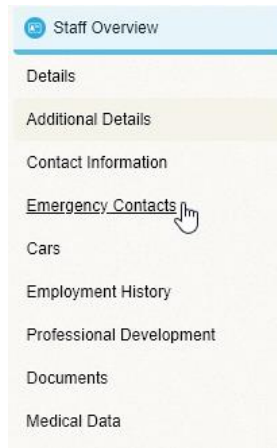 Staff Overview
Details
Additional Details
Contact Information
Emergency Contacts
Cars
Employment History
Professional Development
Documents
Medical Data